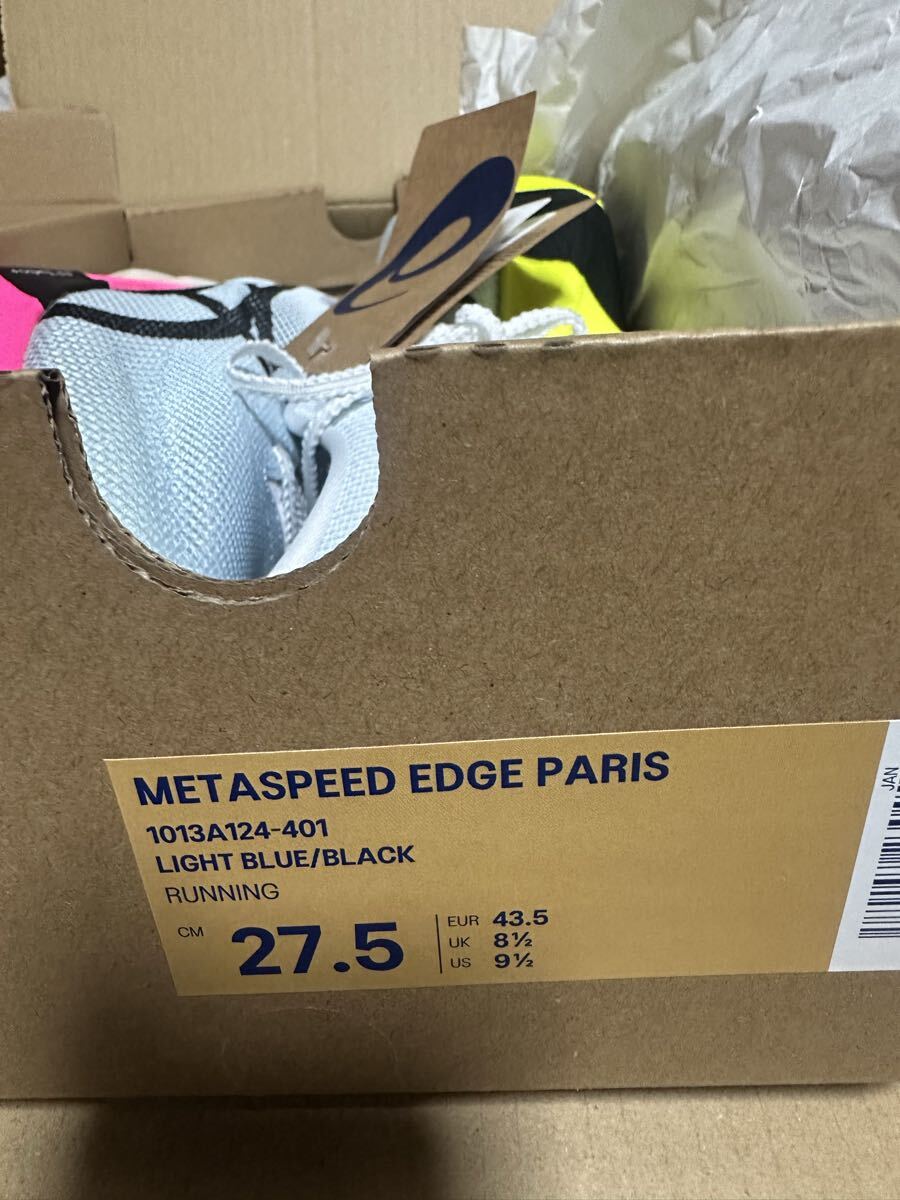 METASPEED EDGE PARIS
1013A124-401
LIGHT BLUE/BLACK
RUNNING
CM 27.5
EUR 43.5
UK 8½
US 9½
JAN